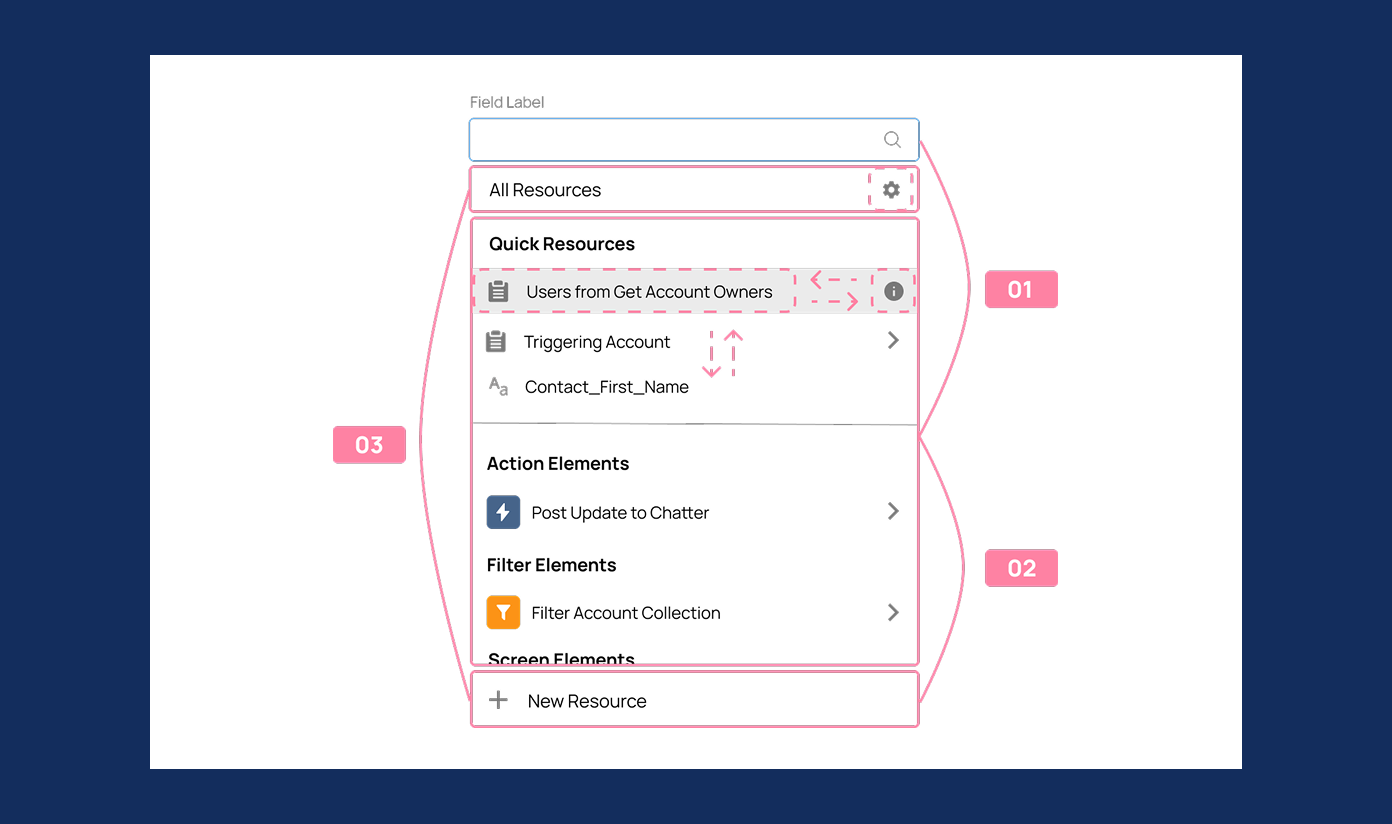 Field Label
All Resources
Quick Resources
Users from Get Account Owners
01
Triggering Account
Aa Contact_First_Name
03
Action Elements
Post Update to Chatter
Filter Elements
02
Filter Account Collection
Screen Elements
New Resource